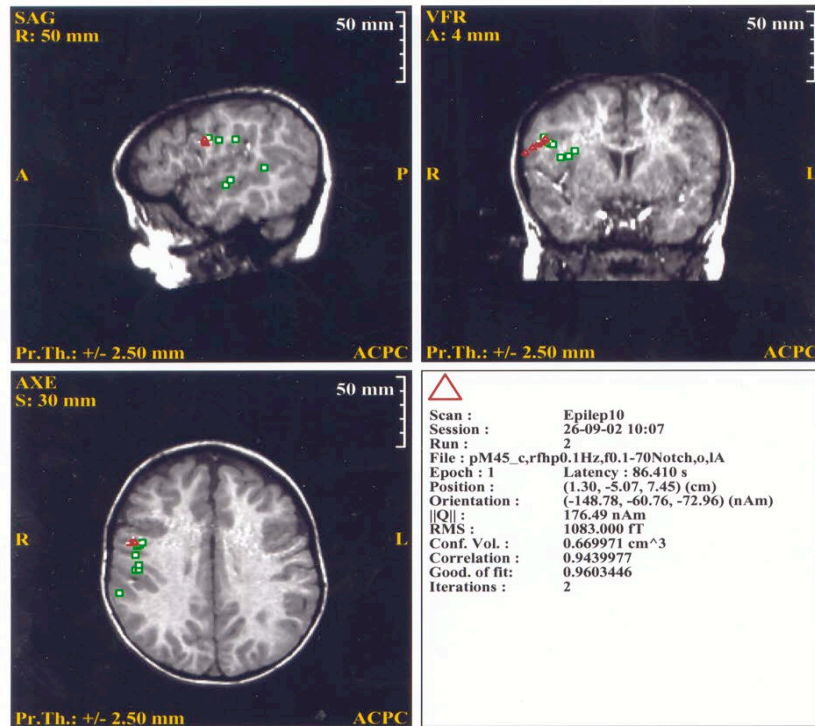 SAG
R: 50 mm
50 mm
A
P
Pr.Th.: +/- 2.50 mm
ACPC
VFR
A: 4 mm
50 mm
R
L
Pr.Th.: +/- 2.50 mm
ACPC
AXE
S: 30 mm
50 mm
R
L
Pr.Th.: +/- 2.50 mm
ACPC
Scan : Epilep10
Session : 26-09-02 10:07
Run : 2
File : pM45_c,rfhp0.1Hz,f0.1-70Notch,o,lA
Epoch : 1 Latency : 86.410 s
Position : (1.30, -5.07, 7.45) (cm)
Orientation : (-148.78, -60.76, -72.96) (nAm)
||Q|| : 176.49 nAm
RMS : 1083.000 fT
Conf. Vol. : 0.669971 cm^3
Correlation : 0.9439977
Good. of fit: 0.9603446
Iterations : 2